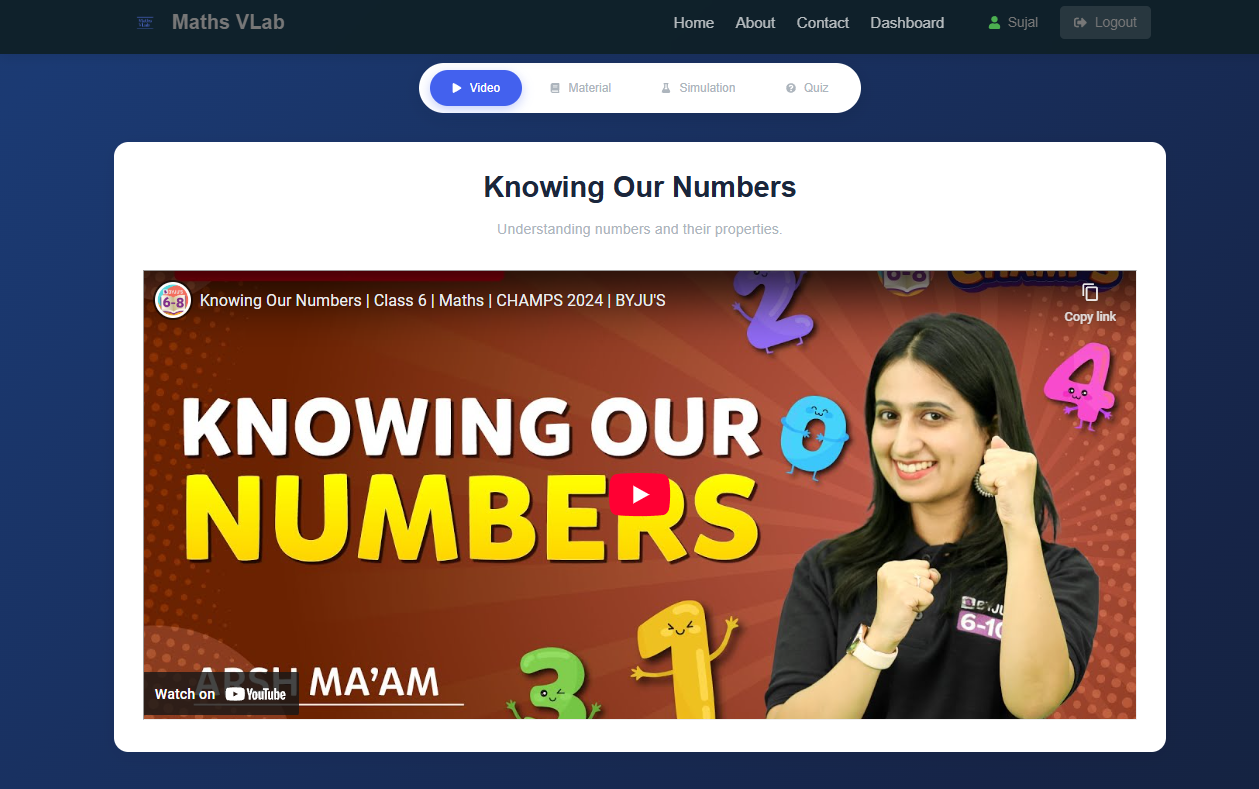 Maths VLab
Home About Contact Dashboard Sujal Logout
Video Material Simulation Quiz
Knowing Our Numbers
Understanding numbers and their properties.
6-8
Knowing Our Numbers | Class 6 | Maths | CHAMPS 2024 | BYJU'S
CHAMPS
Copy link
2
4
KNOWING OUR
0
NUMBERS
BYJU
6-10
1
ARSH MA'AM
3
Watch on YouTube